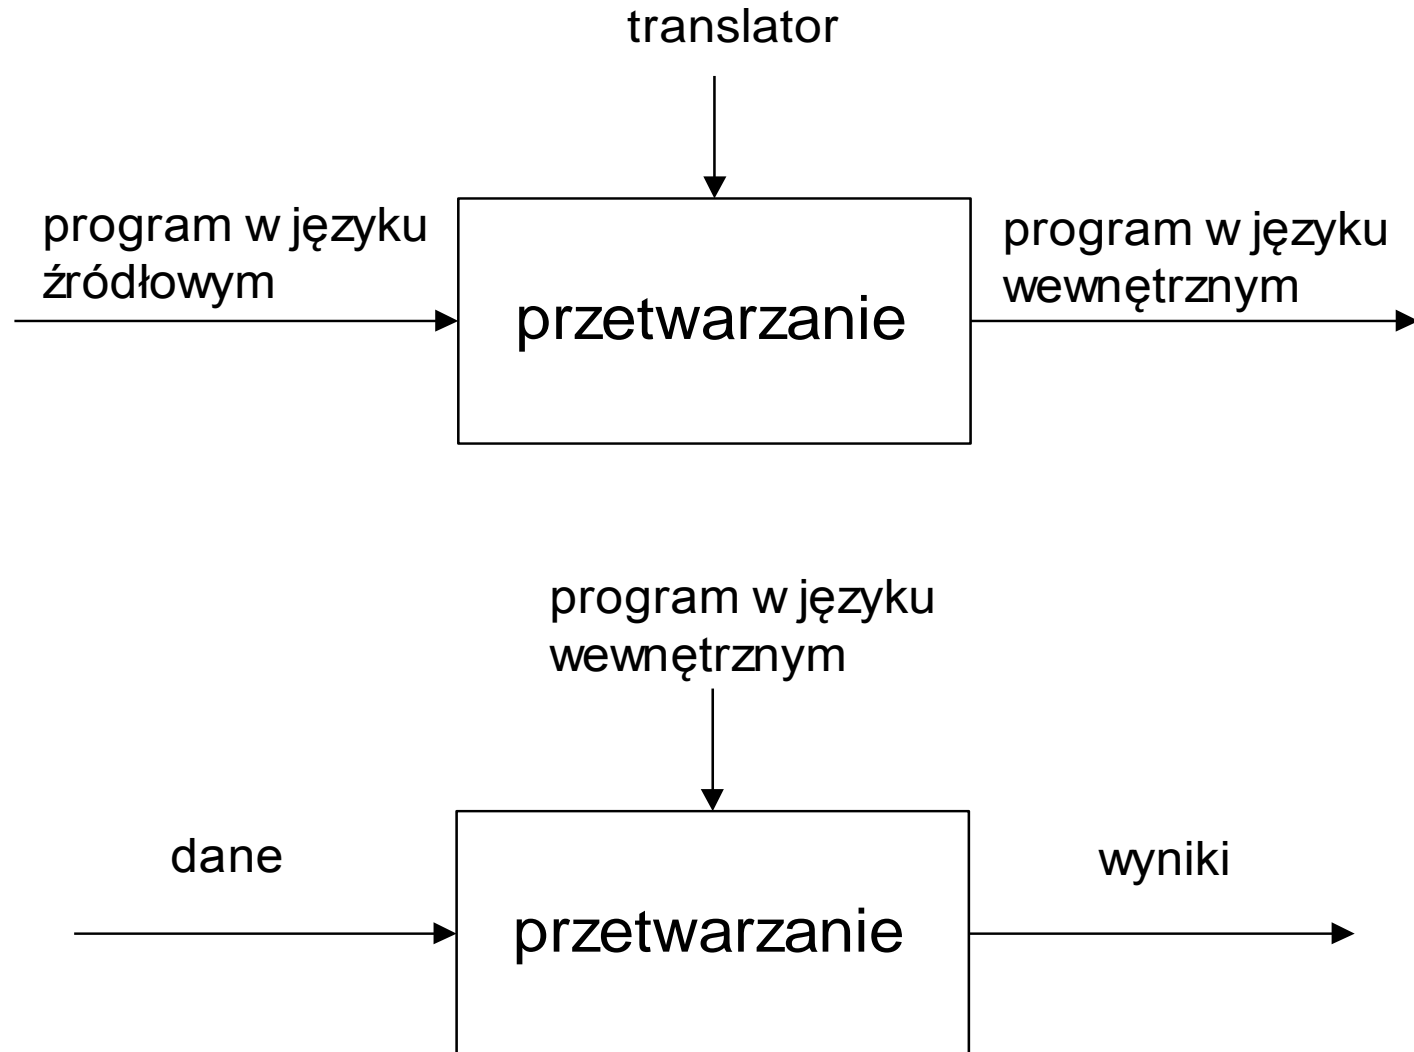 translator
program w języku
źródłowym
przetwarzanie
program w języku
wewnętrznym
program w języku
wewnętrznym
dane
przetwarzanie
wyniki